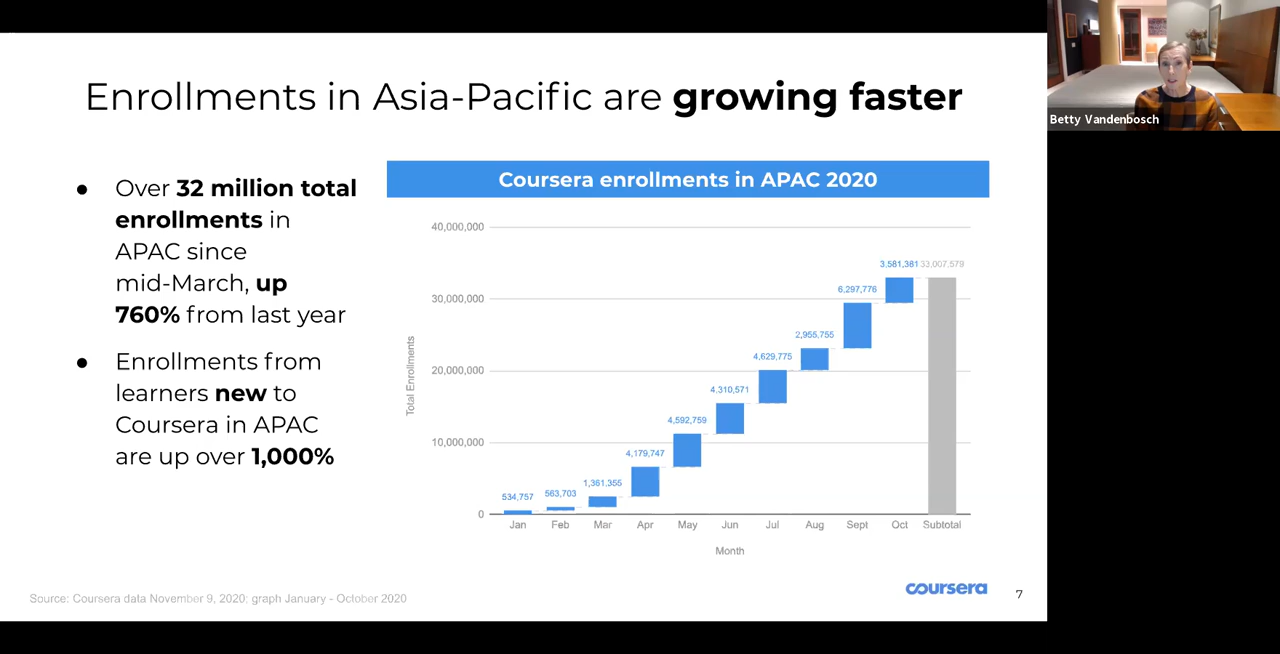 Enrollments in Asia-Pacific are growing faster
Betty Vandenbosch
● Over 32 million total
enrollments in
APAC since
mid-March, up
760% from last year
● Enrollments from
learners new to
Coursera in APAC
are up over 1,000%
Coursera enrollments in APAC 2020
Total Enrollments
40,000,000
30,000,000
20,000,000
10,000,000
0
534,757
563,703
1,361,355
4,179,747
4,592,759
4,310,571
4,629,775
2,955,755
6,297,776
3,581,381
33,007,579
Jan Feb Mar Apr May Jun Jul Aug Sept Oct Subtotal
Month
Source: Coursera data November 9, 2020; graph January - October 2020
coursera
7